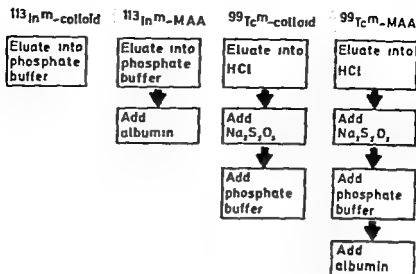 ¹¹³Inᵐ-colloid
Eluate into
phosphate
buffer
¹¹³Inᵐ-MAA
Eluate into
phosphate
buffer
Add
albumin
⁹⁹Tcᵐ-colloid
Eluate into
HCl
Add
Na₂S₂O₃
Add
phosphate
buffer
⁹⁹Tcᵐ-MAA
Eluate into
HCl
Add
Na₂S₂O₃
Add
phosphate
buffer
Add
albumin